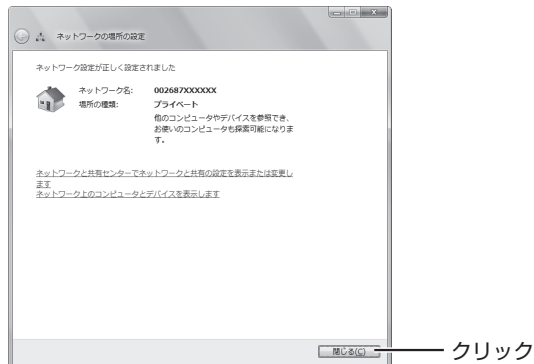 ネットワークの場所の設定
ネットワーク設定が正しく設定されました
ネットワーク名: 002687XXXXXX
場所の種類: プライベート
他のコンピュータやデバイスを参照でき、
お使いのコンピュータも探索可能になりま
す。
ネットワークと共有センターでネットワークと共有の設定を表示または変更し
ます
ネットワーク上のコンピュータとデバイスを表示します
閉じる(C) クリック